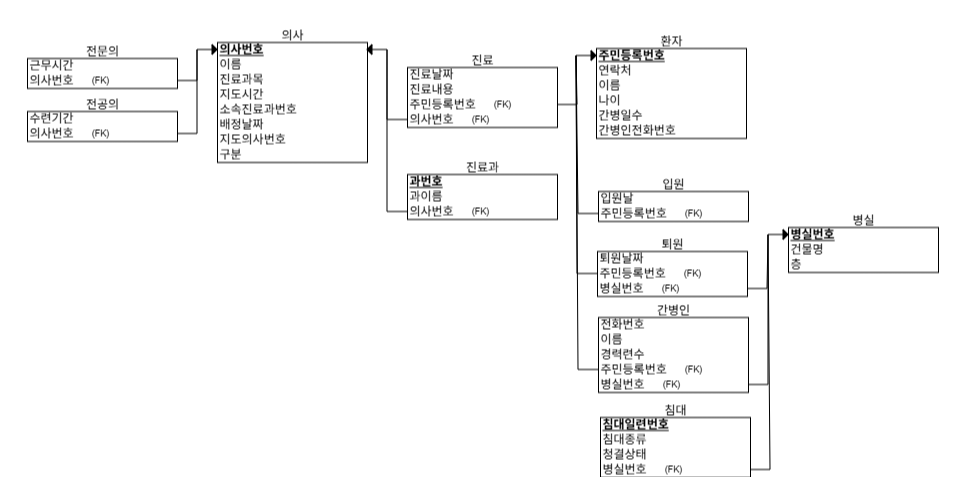 전문의
근무시간
의사번호 (FK)
전공의
수련기간
의사번호 (FK)
의사
의사번호
이름
진료과목
지도시간
소속진료과번호
배정날짜
지도의사번호
구분
진료
진료날짜
진료내용
주민등록번호 (FK)
의사번호 (FK)
진료과
과번호
과이름
의사번호 (FK)
환자
주민등록번호
연락처
이름
나이
간병일수
간병인전화번호
입원
입원날
주민등록번호 (FK)
퇴원
퇴원날짜
주민등록번호 (FK)
병실번호 (FK)
간병인
전화번호
이름
경력련수
주민등록번호 (FK)
병실번호 (FK)
침대
침대일련번호
침대종류
청결상태
병실번호 (FK)
병실
병실번호
건물명
층